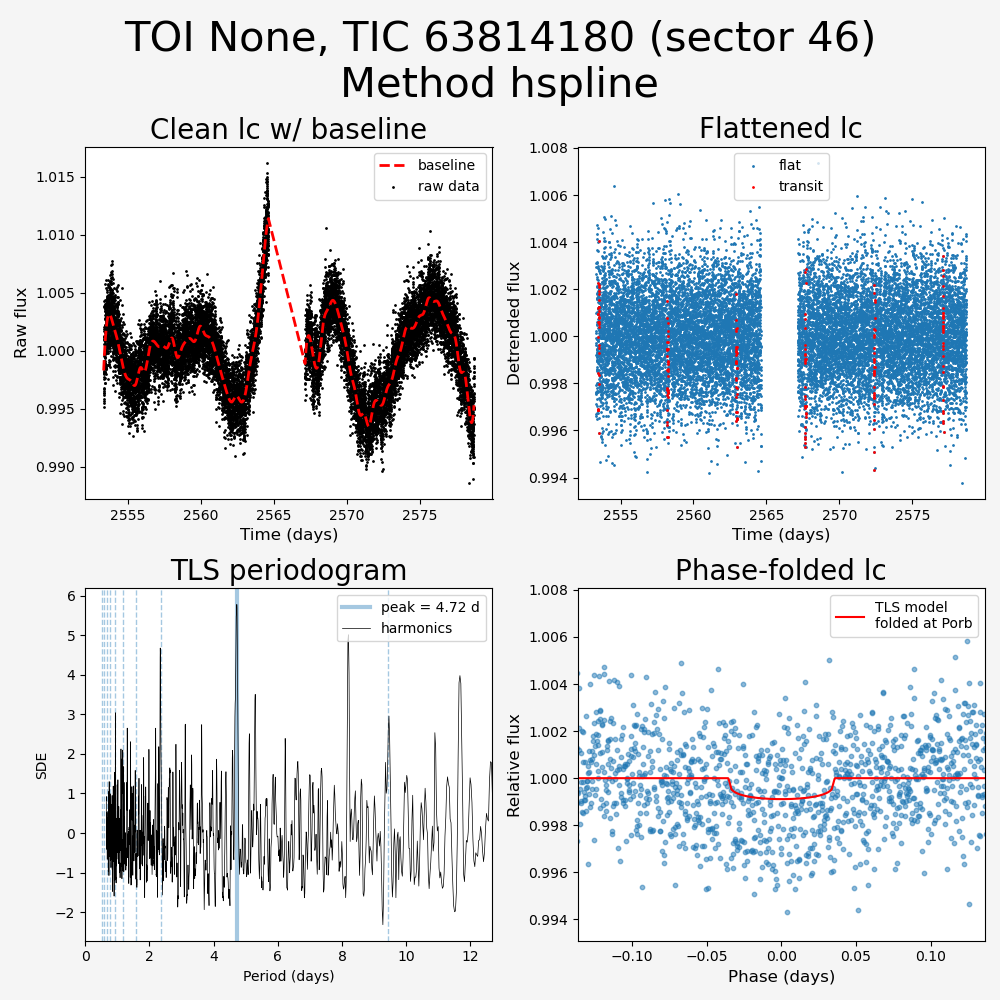 TOI None, TIC 63814180 (sector 46)
Method hspline
Clean lc w/ baseline
Flattened lc
baseline
raw data
flat
transit
1.015
1.010
1.005
1.000
0.995
0.990
Raw flux
2555
2560
2565
2570
2575
Time (days)
1.008
1.006
1.004
1.002
1.000
0.998
0.996
0.994
Detrended flux
2555
2560
2565
2570
2575
Time (days)
TLS periodogram
Phase-folded lc
peak = 4.72 d
harmonics
6
5
4
3
2
1
0
−1
−2
SDE
0
2
4
6
8
10
12
Period (days)
TLS model
folded at Porb
1.008
1.006
1.004
1.002
1.000
0.998
0.996
0.994
Relative flux
−0.10
−0.05
0.00
0.05
0.10
Phase (days)